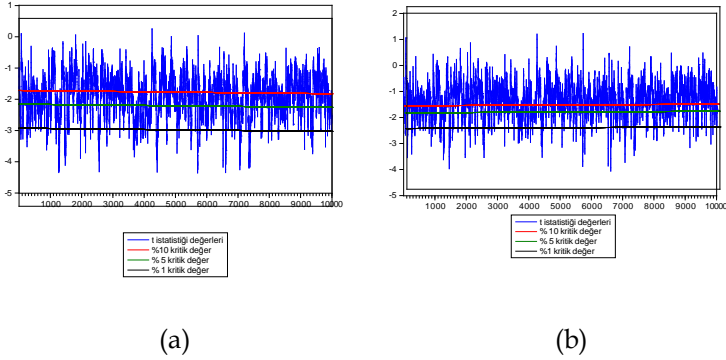 1
0
-1
-2
-3
-4
-5
1000 2000 3000 4000 5000 6000 7000 8000 9000 10000
t istatistiği değerleri
%10 kritik değer
% 5 kritik değer
% 1 kritik değer
(a)
2
1
0
-1
-2
-3
-4
-5
1000 2000 3000 4000 5000 6000 7000 8000 9000 10000
t istatistiği değerleri
% 10 kritik değer
% 5 kritik değer
%1 kritik değer
(b)